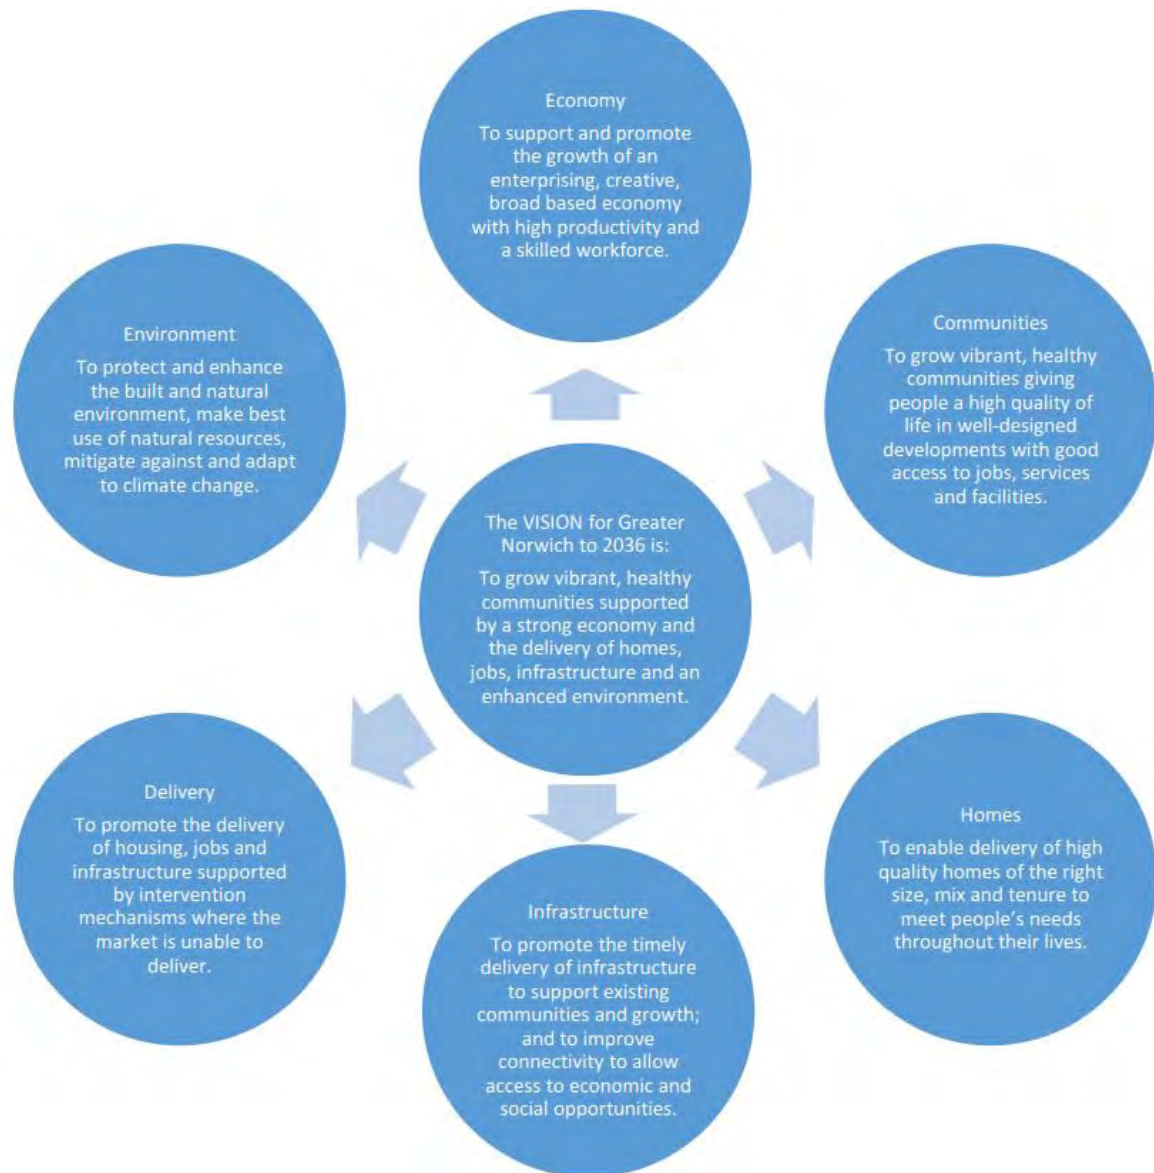 Economy
To support and promote
the growth of an
enterprising, creative,
broad based economy
with high productivity and
a skilled workforce.
Environment
To protect and enhance
the built and natural
environment, make best
use of natural resources,
mitigate against and adapt
to climate change.
Communities
To grow vibrant, healthy
communities giving
people a high quality of
life in well-designed
developments with good
access to jobs, services
and facilities.
The VISION for Greater
Norwich to 2036 is:
To grow vibrant, healthy
communities supported
by a strong economy and
the delivery of homes,
jobs, infrastructure and an
enhanced environment.
Delivery
To promote the delivery
of housing, jobs and
infrastructure supported
by intervention
mechanisms where the
market is unable to
deliver.
Homes
To enable delivery of high
quality homes of the right
size, mix and tenure to
meet people's needs
throughout their lives.
Infrastructure
To promote the timely
delivery of infrastructure
to support existing
communities and growth;
and to improve
connectivity to allow
access to economic and
social opportunities.